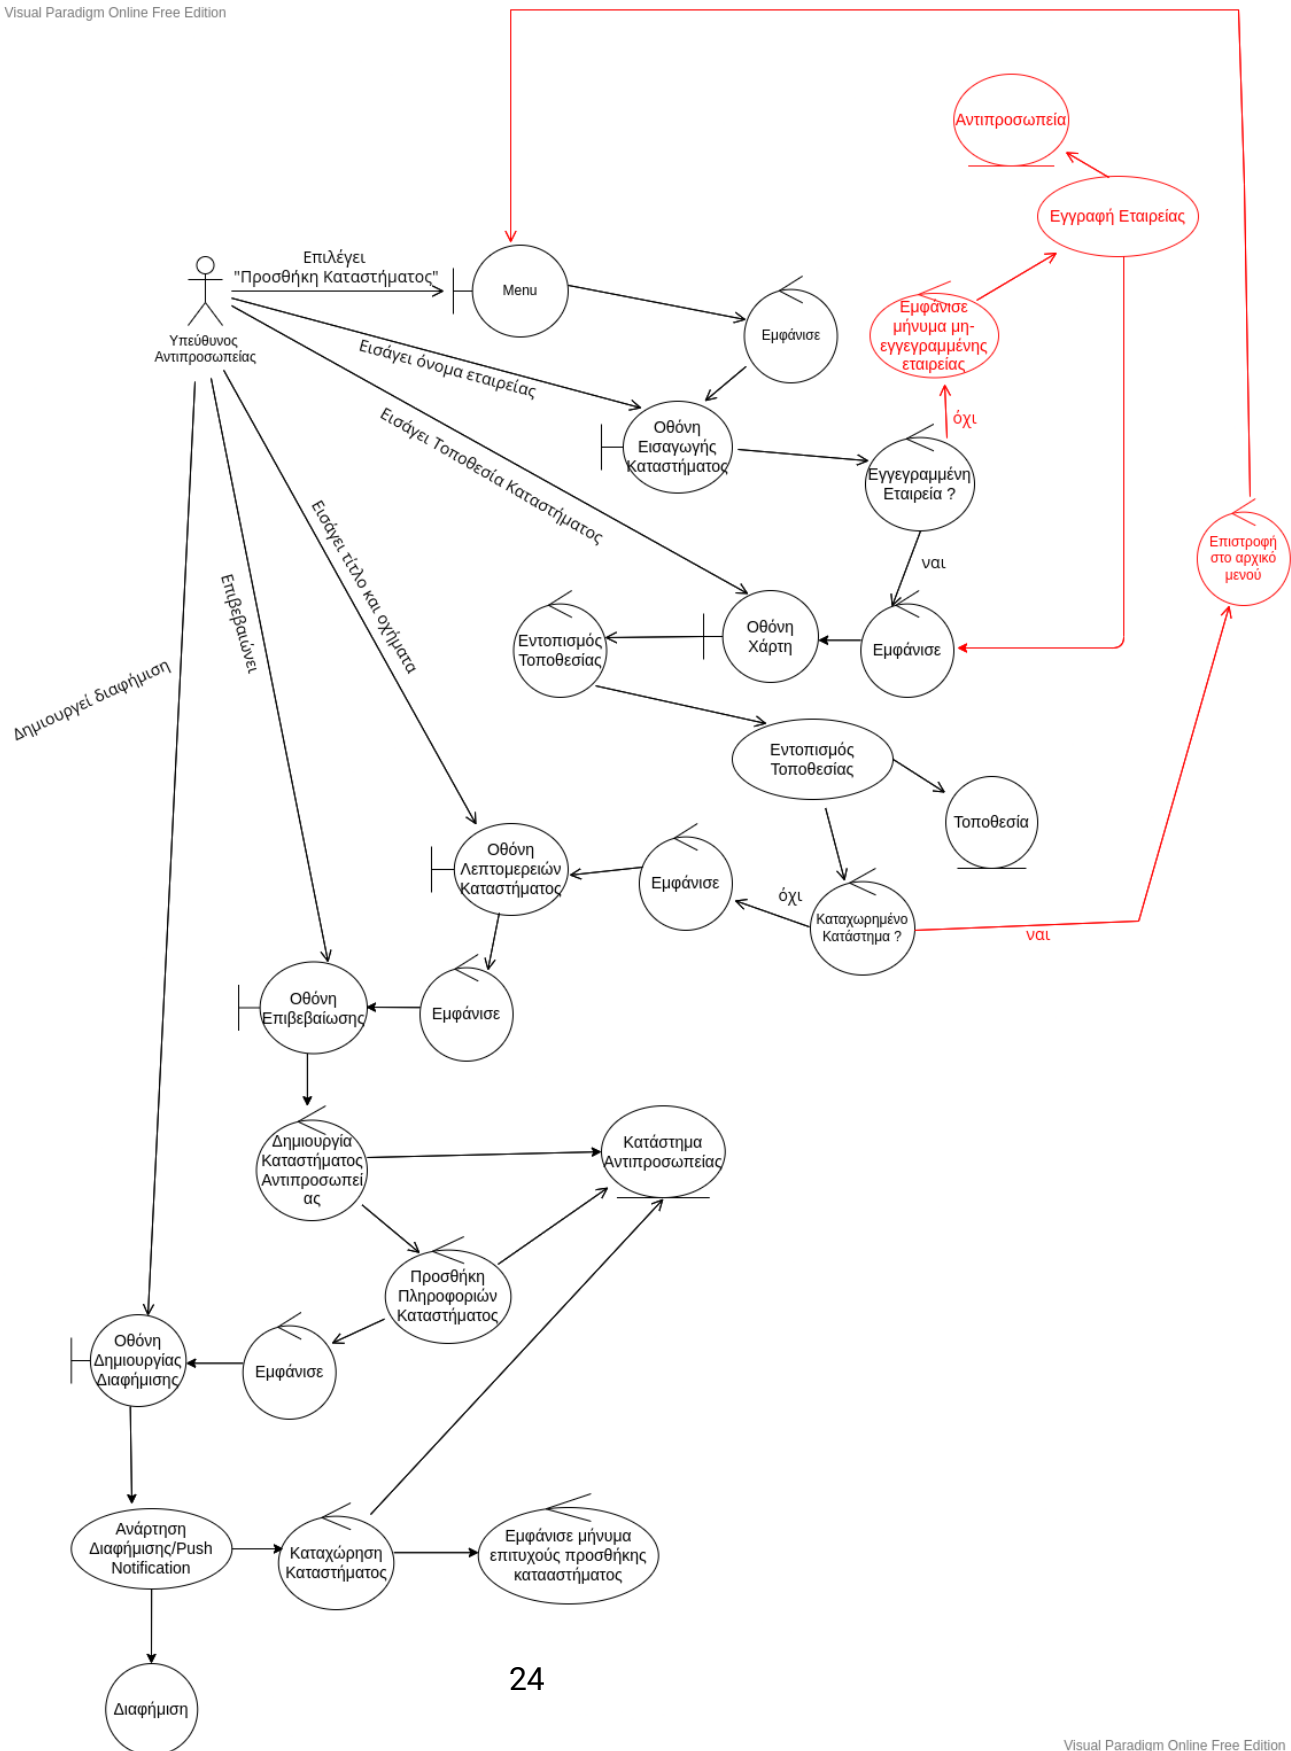 Visual Paradigm Online Free Edition
Αντιπροσωπεία
Εγγραφή Εταιρείας
Επιλέγει
"Προσθήκη Καταστήματος"
Menu
Εμφάνισε
Εμφάνισε
μήνυμα μη-
εγγεγραμμένης
εταιρείας
Υπεύθυνος
Αντιπροσωπείας
Εισάγει όνομα εταιρείας
όχι
Εισάγει Τοποθεσία Καταστήματος
Οθόνη
Εισαγωγής
Καταστήματος
Εγγεγραμμένη
Εταιρεία ?
Εισάγει τίτλο και οχήματα
Επιστροφή
στο αρχικό
μενού
ναι
Επιβεβαιώνει
Εντοπισμός
Τοποθεσίας
Οθόνη
Χάρτη
Εμφάνισε
Δημιουργεί διαφήμιση
Εντοπισμός
Τοποθεσίας
Τοποθεσία
Οθόνη
Λεπτομερειών
Καταστήματος
Εμφάνισε
όχι
Καταχωρημένο
Κατάστημα ?
ναι
Οθόνη
Επιβεβαίωσης
Εμφάνισε
Δημιουργία
Καταστήματος
Αντιπροσωπεί
ας
Κατάστημα
Αντιπροσωπείας
Προσθήκη
Πληροφοριών
Καταστήματος
Οθόνη
Δημιουργίας
Διαφήμισης
Εμφάνισε
Ανάρτηση
Διαφήμισης/Push
Notification
Καταχώρηση
Καταστήματος
Εμφάνισε μήνυμα
επιτυχούς προσθήκης
κατααστήματος
24
Διαφήμιση
Visual Paradigm Online Free Edition